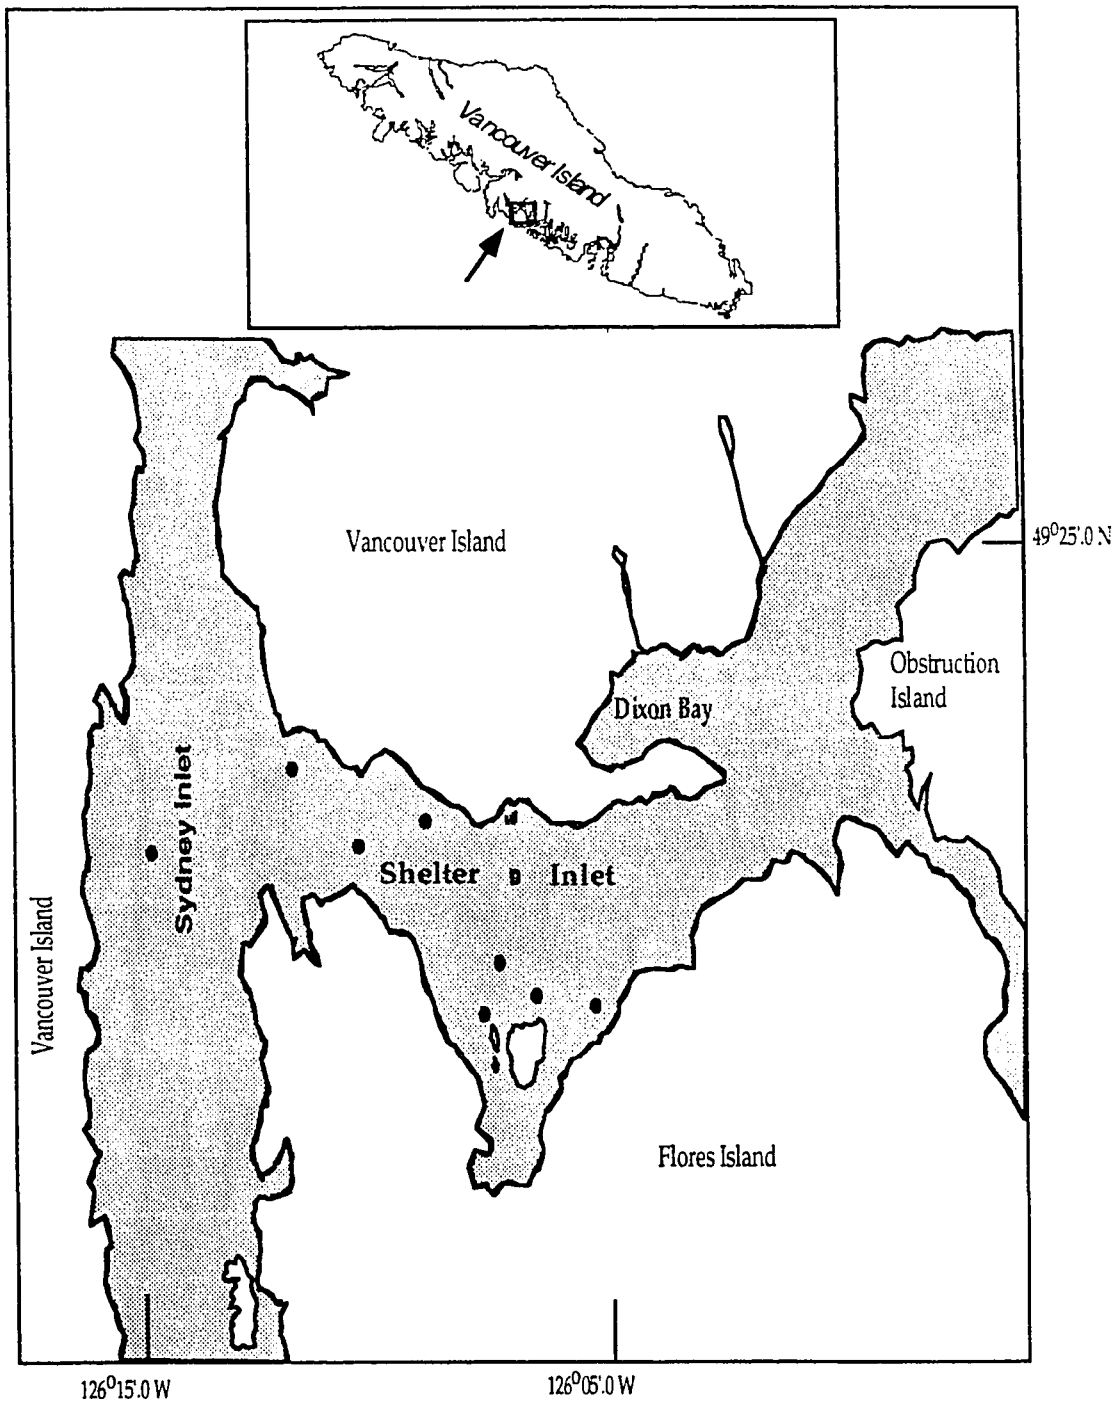 Vancouver Island
Vancouver Island
49°25'.0 N
Obstruction
Island
Dixon Bay
Sydney Inlet
Shelter Inlet
Vancouver Island
Flores Island
126°15'.0 W
126°05'.0 W